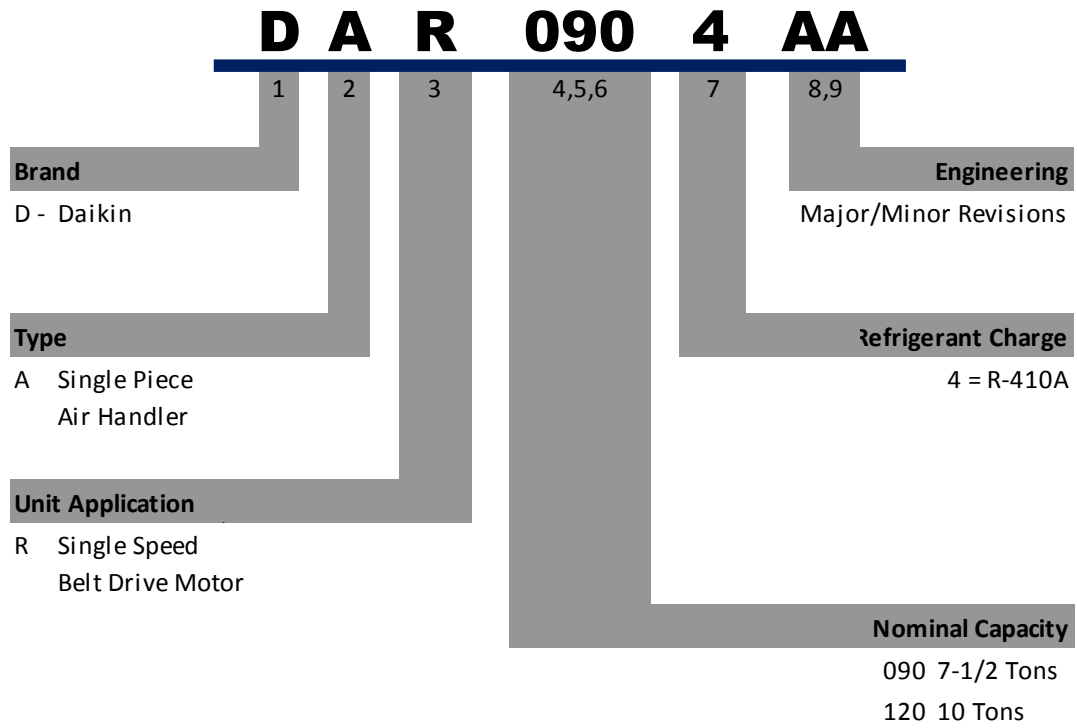 D A R 090 4 AA
1 2 3 4,5,6 7 8,9
Brand
D - Daikin
Engineering
Major/Minor Revisions
Type
A Single Piece
Air Handler
Refrigerant Charge
4 = R-410A
Unit Application
R Single Speed
Belt Drive Motor
Nominal Capacity
090 7-1/2 Tons
120 10 Tons